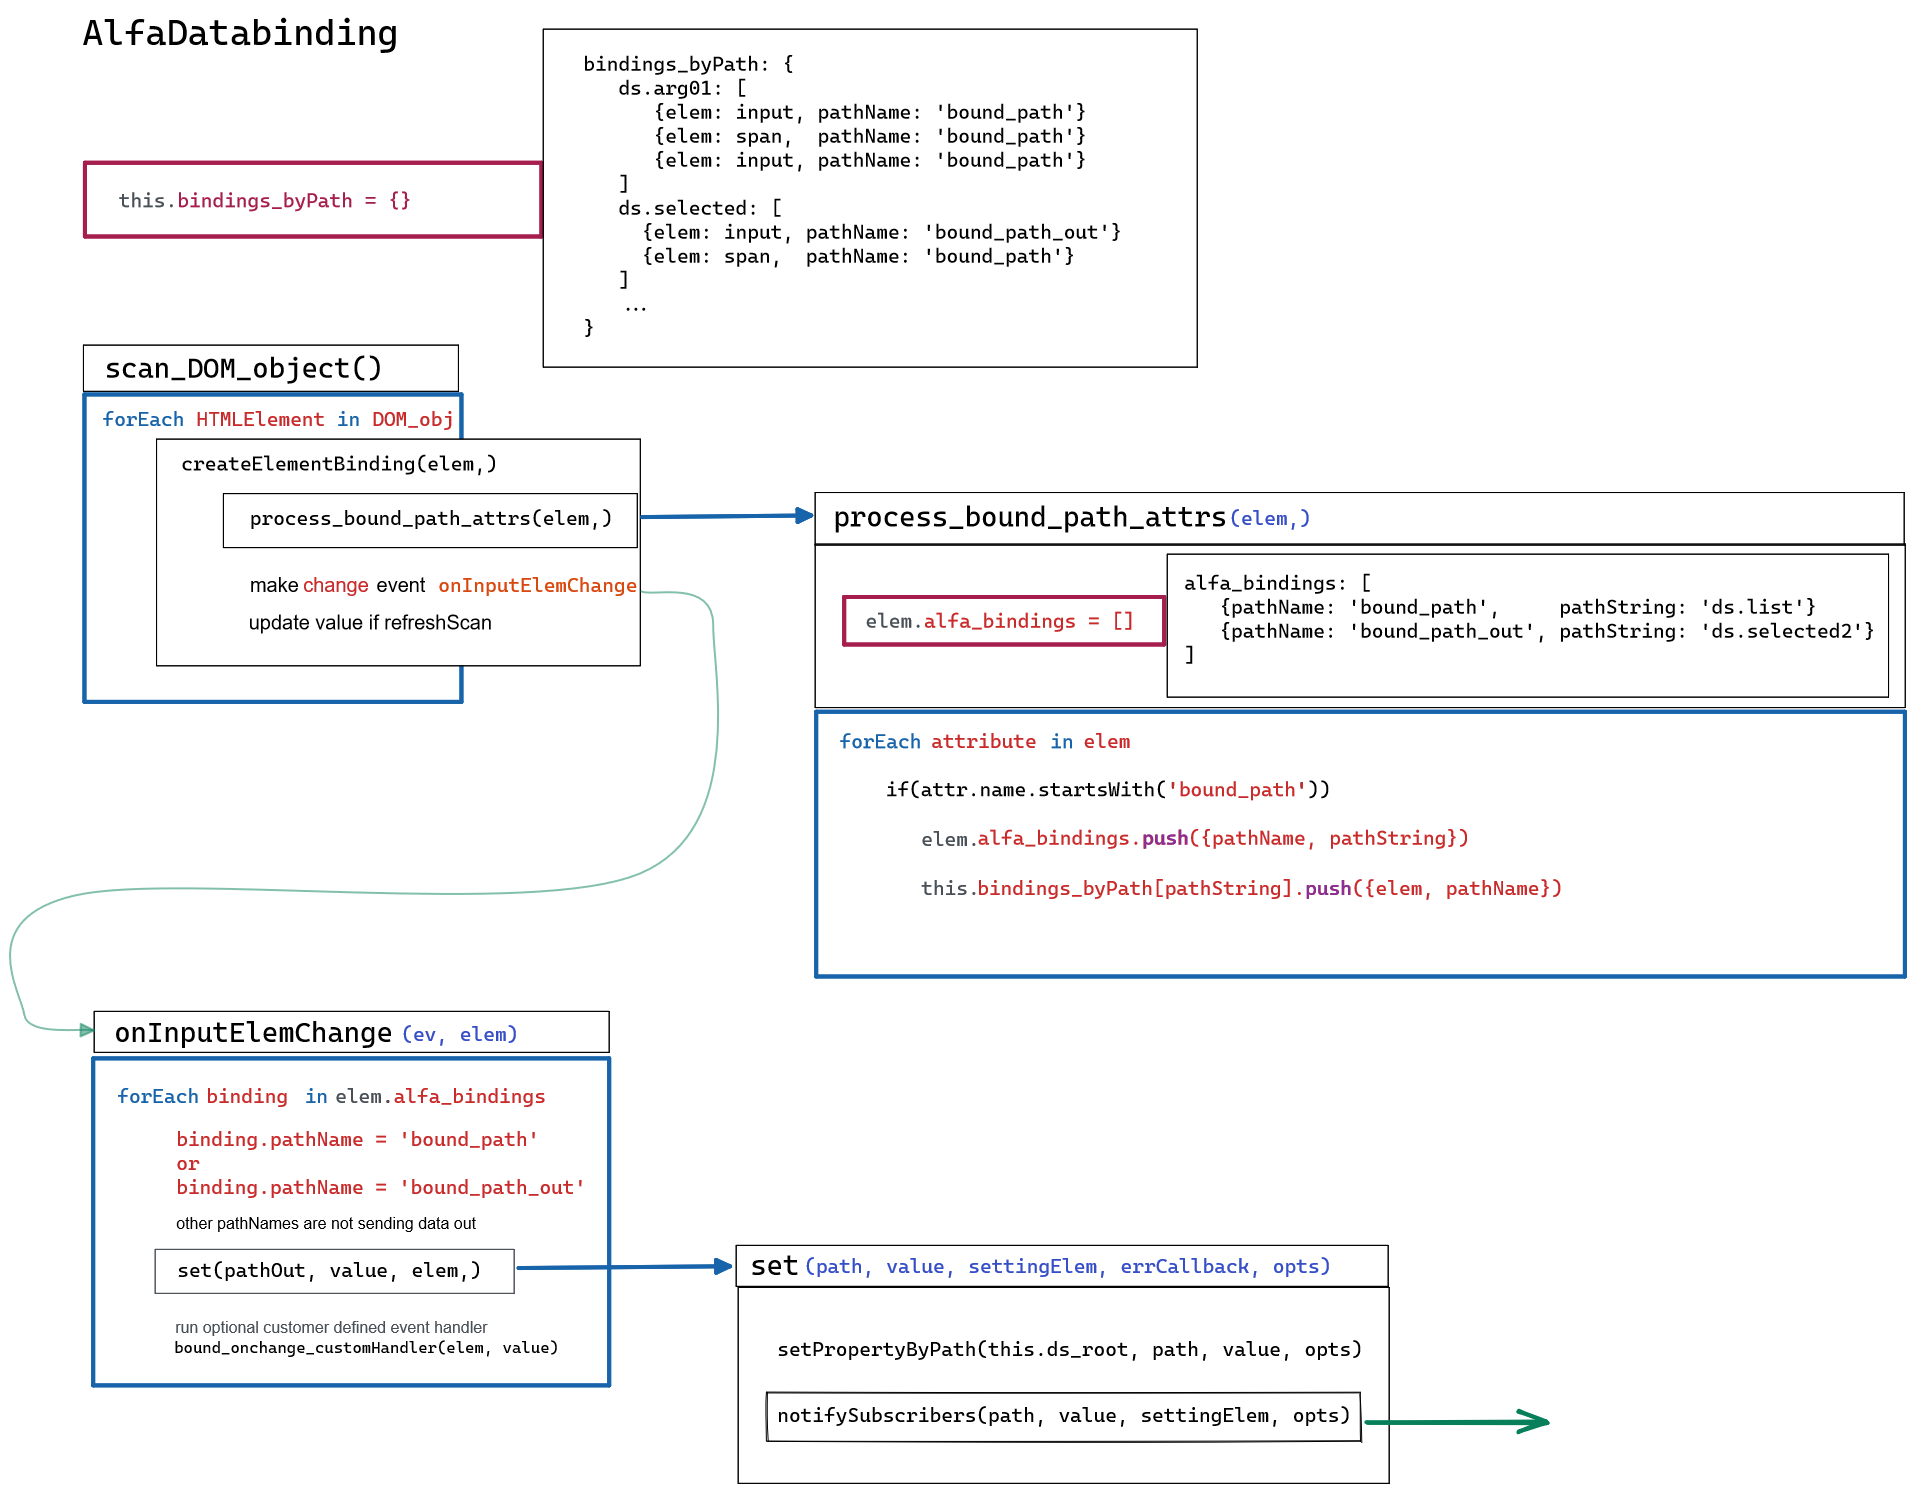 AlfaDatabinding
bindings_byPath: {
ds.arg01: [
{elem: input, pathName: 'bound_path'}
{elem: span,  pathName: 'bound_path'}
{elem: input, pathName: 'bound_path'}
]
ds.selected: [
{elem: input, pathName: 'bound_path_out'}
{elem: span,  pathName: 'bound_path'}
]
...
}
this.bindings_byPath = {}
scan_DOM_object()
forEach HTMLElement in DOM_obj
createElementBinding(elem,)
process_bound_path_attrs(elem,)
make change event onInputElemChange
update value if refreshScan
process_bound_path_attrs(elem,)
elem.alfa_bindings = []
alfa_bindings: [
{pathName: 'bound_path',     pathString: 'ds.list'}
{pathName: 'bound_path_out', pathString: 'ds.selected2'}
]
forEach attribute in elem
if(attr.name.startsWith('bound_path'))
elem.alfa_bindings.push({pathName, pathString})
this.bindings_byPath[pathString].push({elem, pathName})
onInputElemChange (ev, elem)
forEach binding in elem.alfa_bindings
binding.pathName = 'bound_path'
or
binding.pathName = 'bound_path_out'
other pathNames are not sending data out
set(pathOut, value, elem,)
run optional customer defined event handler
bound_onchange_customHandler(elem, value)
set (path, value, settingElem, errCallback, opts)
setPropertyByPath(this.ds_root, path, value, opts)
notifySubscribers(path, value, settingElem, opts)